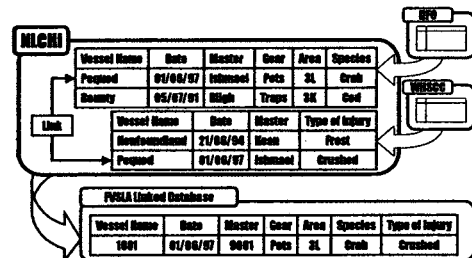 DFO
NLCHI
Vessel Name Date Master Gear Area Species
Pequod 01/06/97 Ishmael Pots 3L Crab
Bounty 05/07/91 Bligh Traps 3K Cod
WHSCC
Link
Vessel Name Date Master Type of Injury
Newfoundland 21/06/94 Kean Frost
Pequod 01/06/97 Ishmael Crushed
FVSLA Linked Database
Vessel Name Date Master Gear Area Species Type of Injury
1601 01/06/97 9001 Pots 3L Crab Crushed